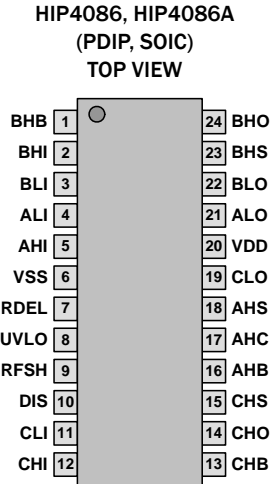 HIP4086, HIP4086A
(PDIP, SOIC)
TOP VIEW
BHB 1 24 BHO
BHI 2 23 BHS
BLI 3 22 BLO
ALI 4 21 ALO
AHI 5 20 VDD
VSS 6 19 CLO
RDEL 7 18 AHS
UVLO 8 17 AHC
RFSH 9 16 AHB
DIS 10 15 CHS
CLI 11 14 CHO
CHI 12 13 CHB